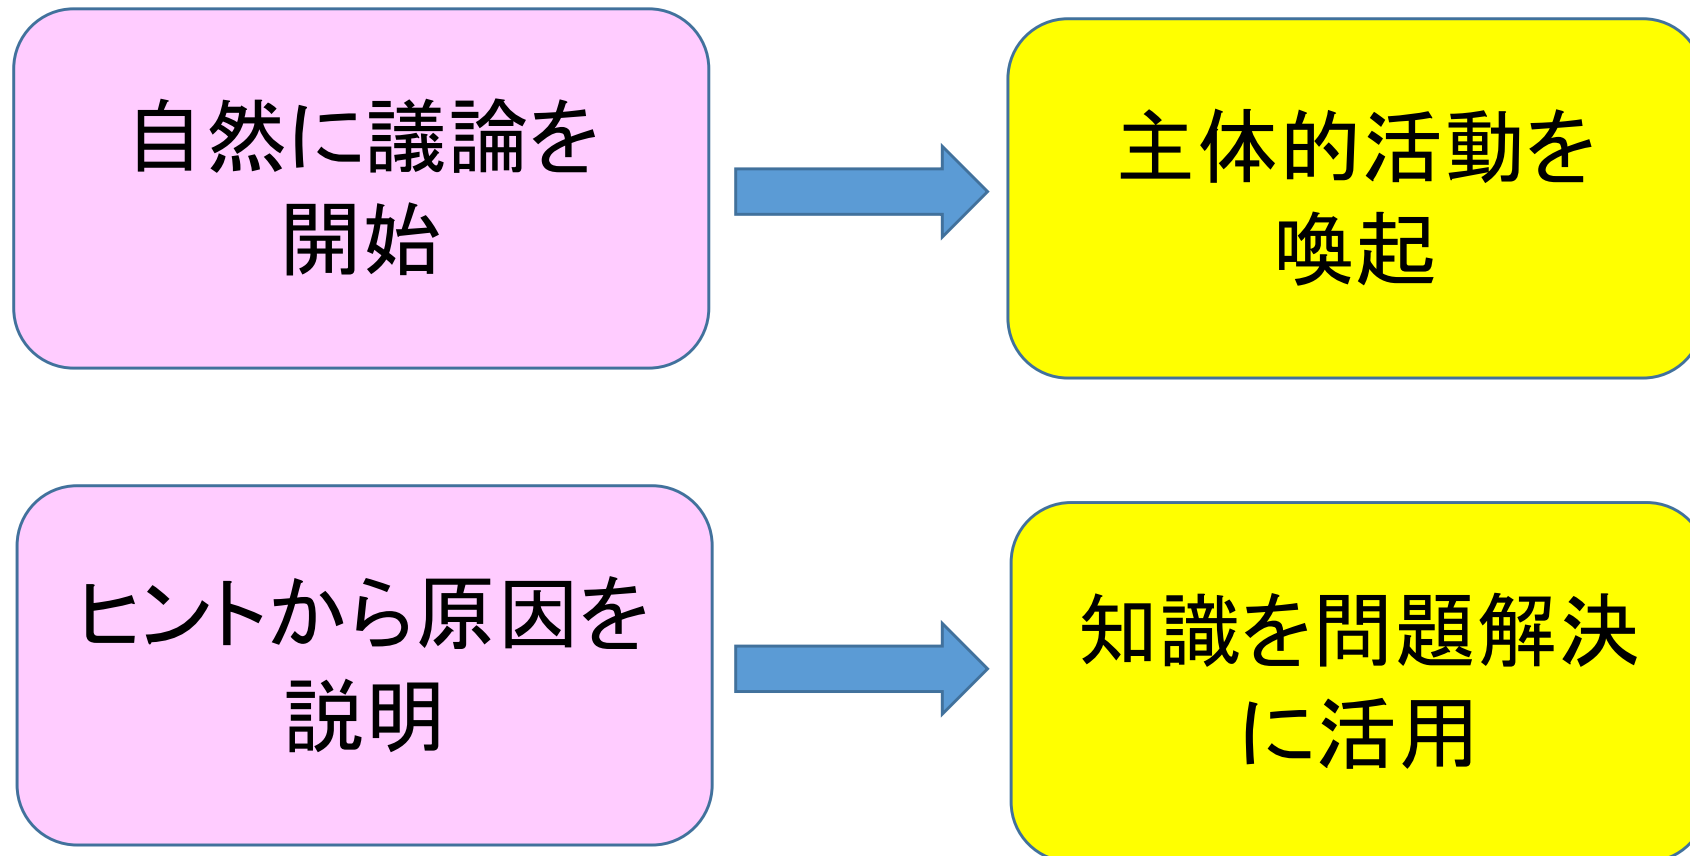 自然に議論を
開始
主体的活動を
喚起
ヒントから原因を
説明
知識を問題解決
に活用